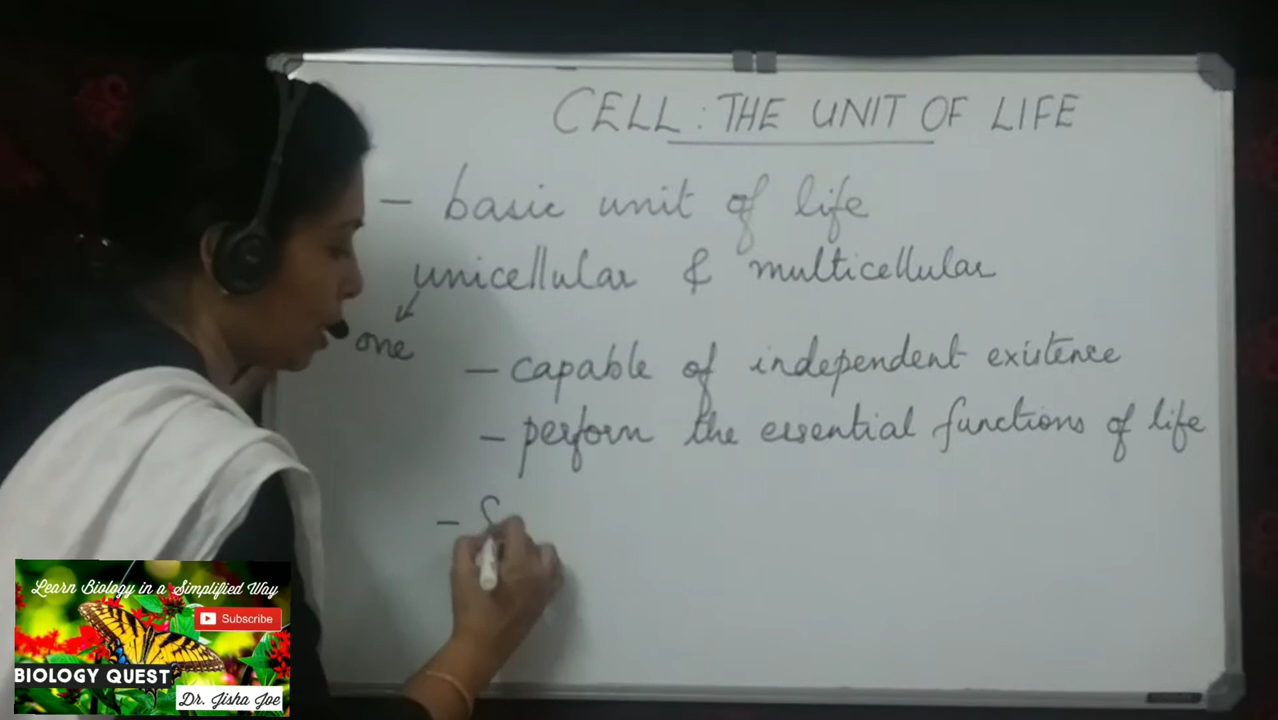 CELL : THE UNIT OF LIFE
- basic unit of life
unicellular & multicellular
one
- capable of independent existence
- perform the essential functions of life
-
Learn Biology in a Simplified Way
Subscribe
BIOLOGY QUEST
Dr. Jisha Joe